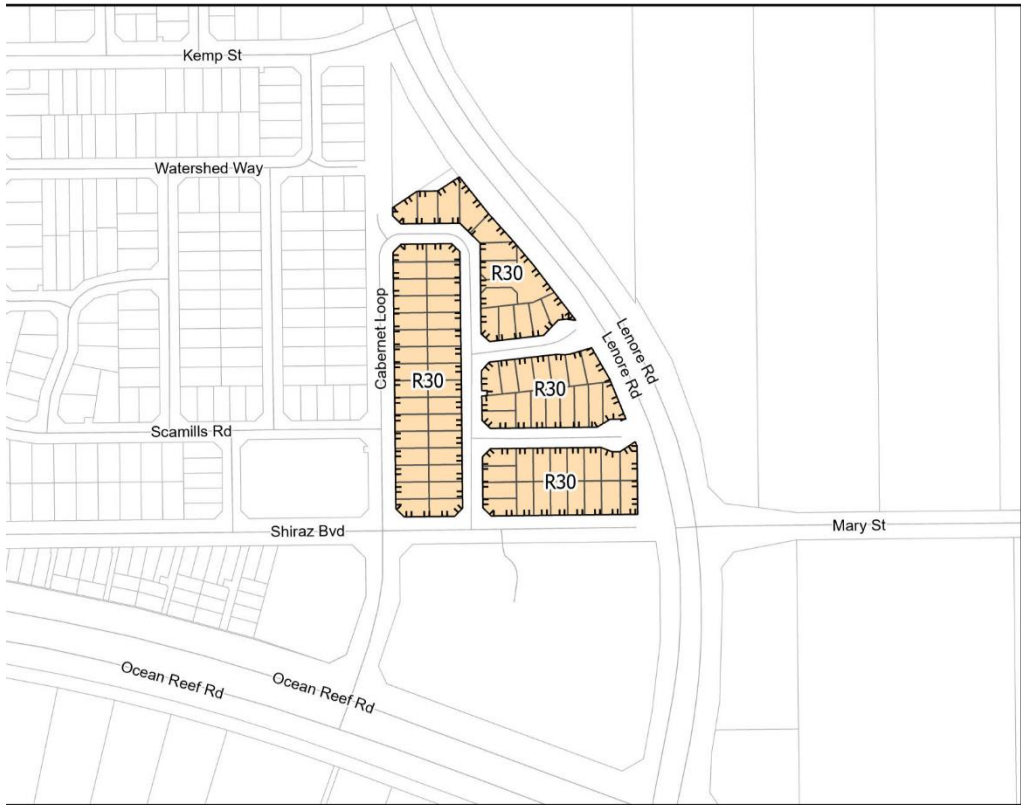 Kemp St
Watershed Way
R30
Cabernet Loop
Lenore Rd
Lenore Rd
R30
R30
Scamills Rd
R30
Shiraz Bvd
Mary St
Ocean Reef Rd
Ocean Reef Rd